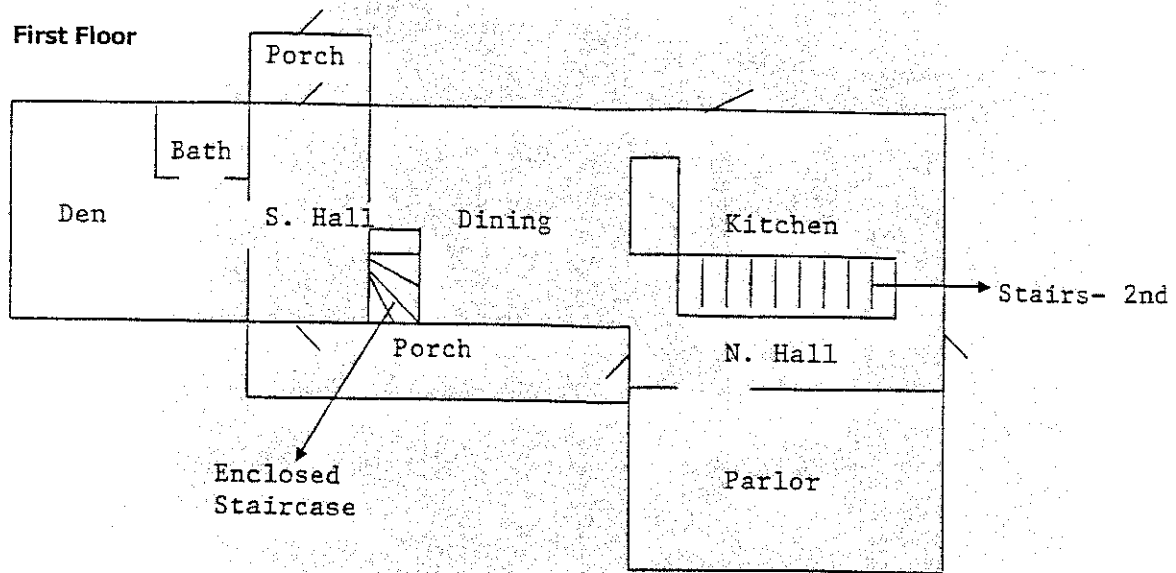 First Floor
Porch
Bath
Den
S. Hall
Dining
Kitchen
Stairs- 2nd
Porch
N. Hall
Enclosed
Staircase
Parlor